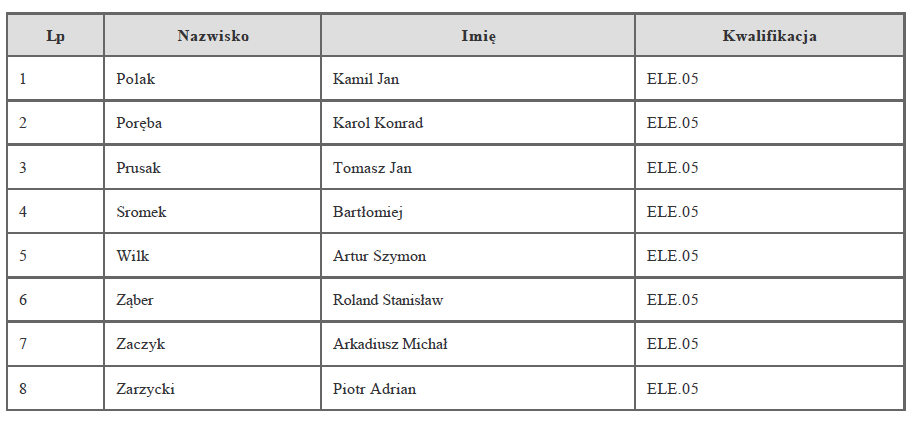 Lp Nazwisko Imię Kwalifikacja
1 Polak Kamil Jan ELE.05
2 Poręba Karol Konrad ELE.05
3 Prusak Tomasz Jan ELE.05
4 Sromek Bartłomiej ELE.05
5 Wilk Artur Szymon ELE.05
6 Ząber Roland Stanisław ELE.05
7 Zaczyk Arkadiusz Michał ELE.05
8 Zarzycki Piotr Adrian ELE.05